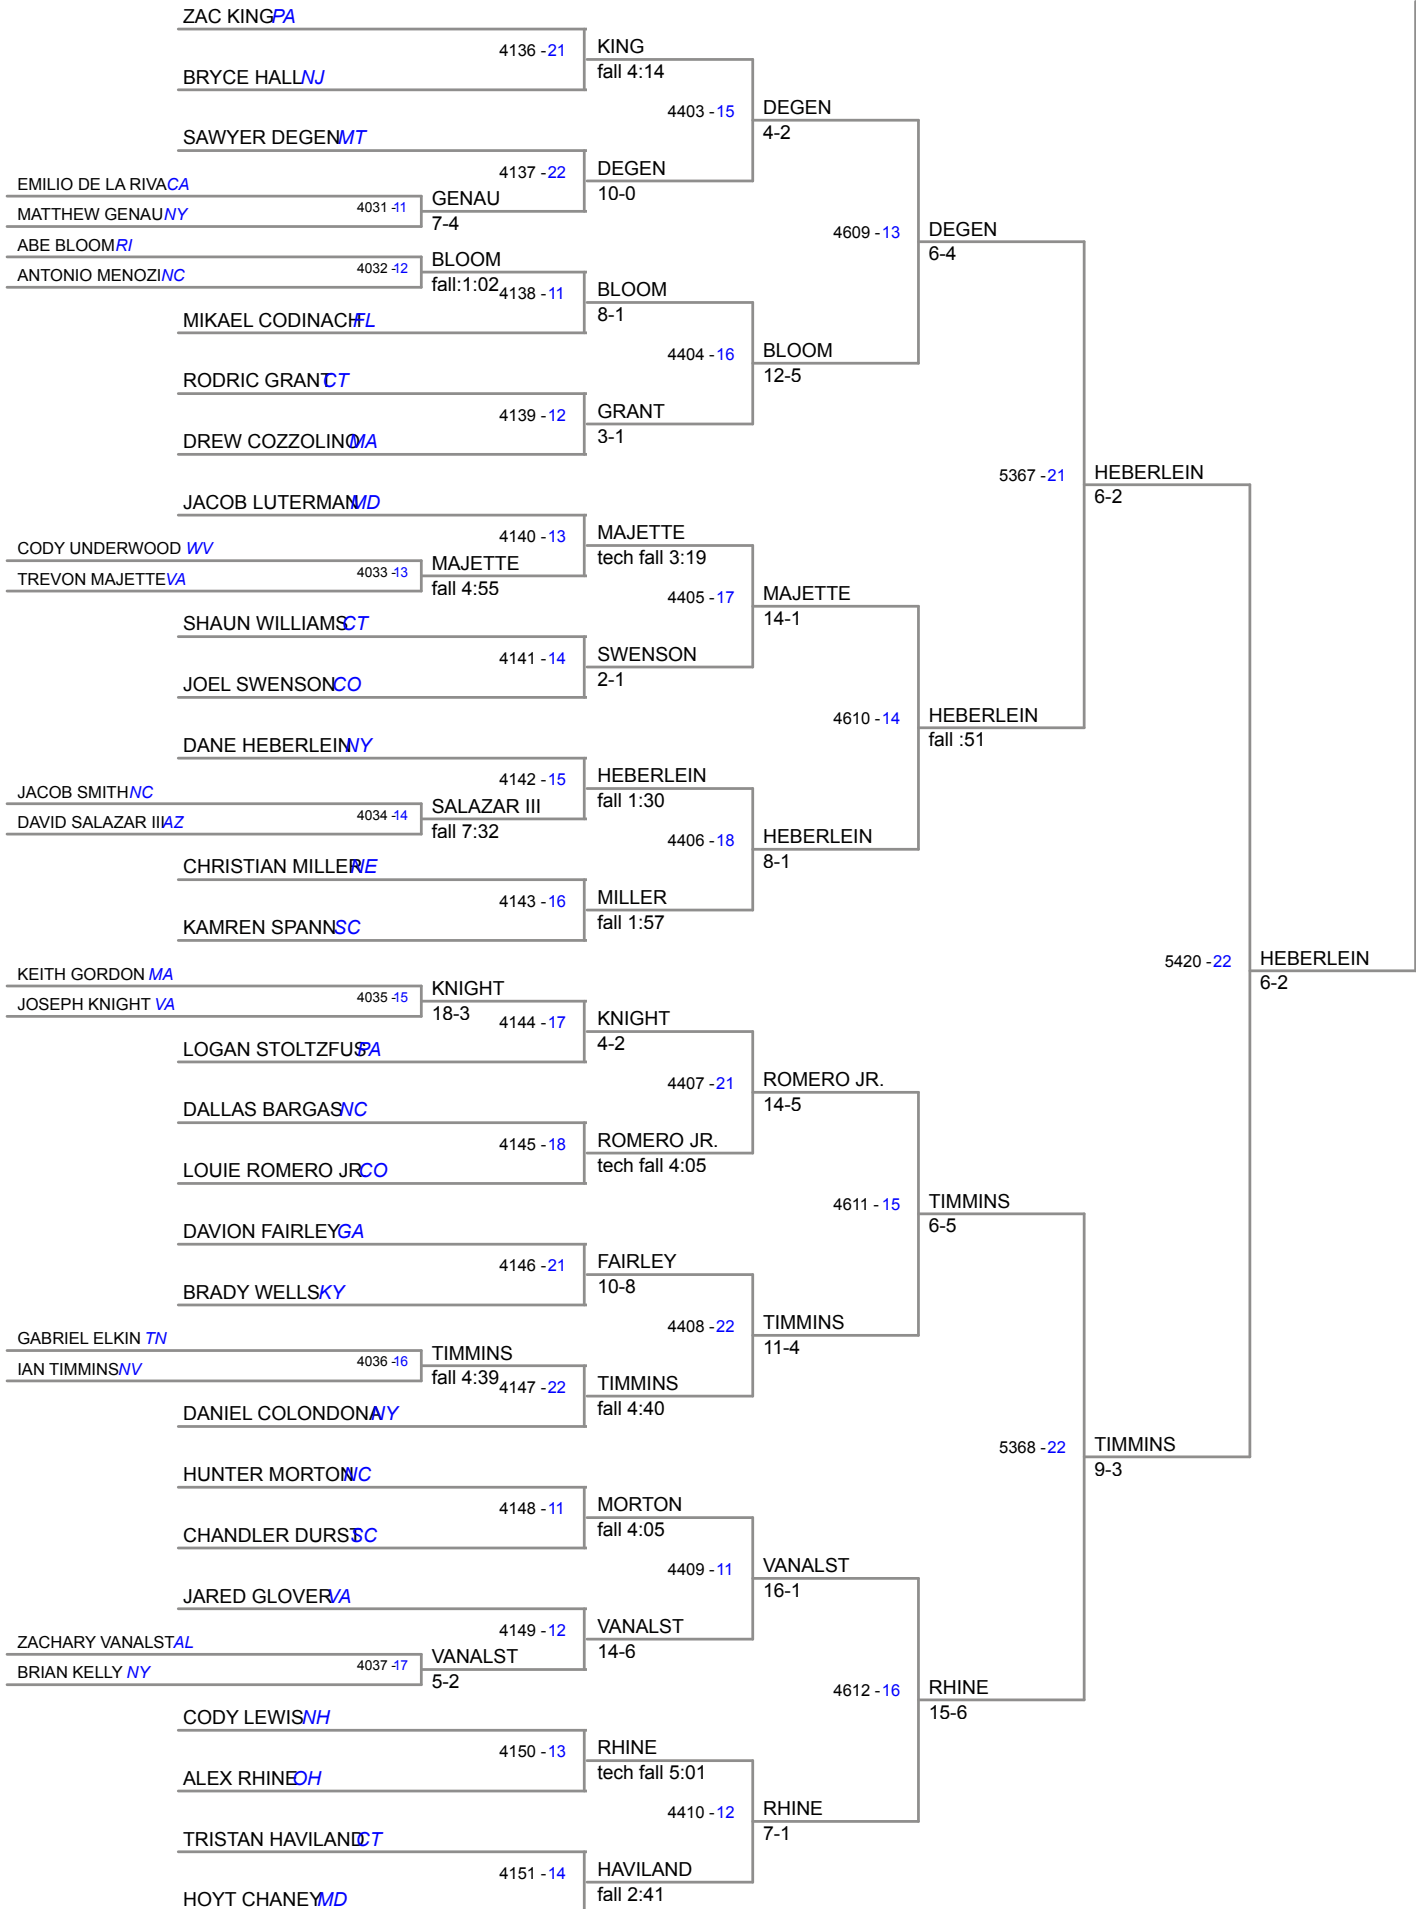 ZAC KING PA
4136 - 21
KING
fall 4:14
BRYCE HALL NJ
4403 - 15
DEGEN
4-2
SAWYER DEGEN MT
4137 - 22
DEGEN
10-0
EMILIO DE LA RIVA CA
MATTHEW GENAU NY
4031 - 11
GENAU
7-4
4609 - 13
DEGEN
6-4
ABE BLOOM RI
ANTONIO MENOZI NC
4032 - 12
BLOOM
fall:1:02
4138 - 11
BLOOM
8-1
MIKAEL CODINACH FL
4404 - 16
BLOOM
12-5
RODRIC GRANT CT
4139 - 12
GRANT
3-1
DREW COZZOLINO MA
5367 - 21
HEBERLEIN
6-2
JACOB LUTERMAN MD
4140 - 13
MAJETTE
tech fall 3:19
CODY UNDERWOOD WV
TREVON MAJETTE VA
4033 - 13
MAJETTE
fall 4:55
4405 - 17
MAJETTE
14-1
SHAUN WILLIAMS CT
4141 - 14
SWENSON
2-1
JOEL SWENSON CO
4610 - 14
HEBERLEIN
fall :51
DANE HEBERLEIN NY
4142 - 15
HEBERLEIN
fall 1:30
JACOB SMITH NC
DAVID SALAZAR III AZ
4034 - 14
SALAZAR III
fall 7:32
4406 - 18
HEBERLEIN
8-1
CHRISTIAN MILLER NE
4143 - 16
MILLER
fall 1:57
KAMREN SPANN SC
5420 - 22
HEBERLEIN
6-2
KEITH GORDON MA
JOSEPH KNIGHT VA
4035 - 15
KNIGHT
18-3
4144 - 17
KNIGHT
4-2
LOGAN STOLTZFUS PA
4407 - 21
ROMERO JR.
14-5
DALLAS BARGAS NC
4145 - 18
ROMERO JR.
tech fall 4:05
LOUIE ROMERO JR. CO
4611 - 15
TIMMINS
6-5
DAVION FAIRLEY GA
4146 - 21
FAIRLEY
10-8
BRADY WELLS KY
4408 - 22
TIMMINS
11-4
GABRIEL ELKIN TN
IAN TIMMINS NV
4036 - 16
TIMMINS
fall 4:39
4147 - 22
TIMMINS
fall 4:40
DANIEL COLONDONA NY
5368 - 22
TIMMINS
9-3
HUNTER MORTON NC
4148 - 11
MORTON
fall 4:05
CHANDLER DURST SC
4409 - 11
VANALST
16-1
JARED GLOVER VA
4149 - 12
VANALST
14-6
ZACHARY VANALST AL
BRIAN KELLY NY
4037 - 17
VANALST
5-2
4612 - 16
RHINE
15-6
CODY LEWIS NH
4150 - 13
RHINE
tech fall 5:01
ALEX RHINE OH
4410 - 12
RHINE
7-1
TRISTAN HAVILAND CT
4151 - 14
HAVILAND
fall 2:41
HOYT CHANEY MD